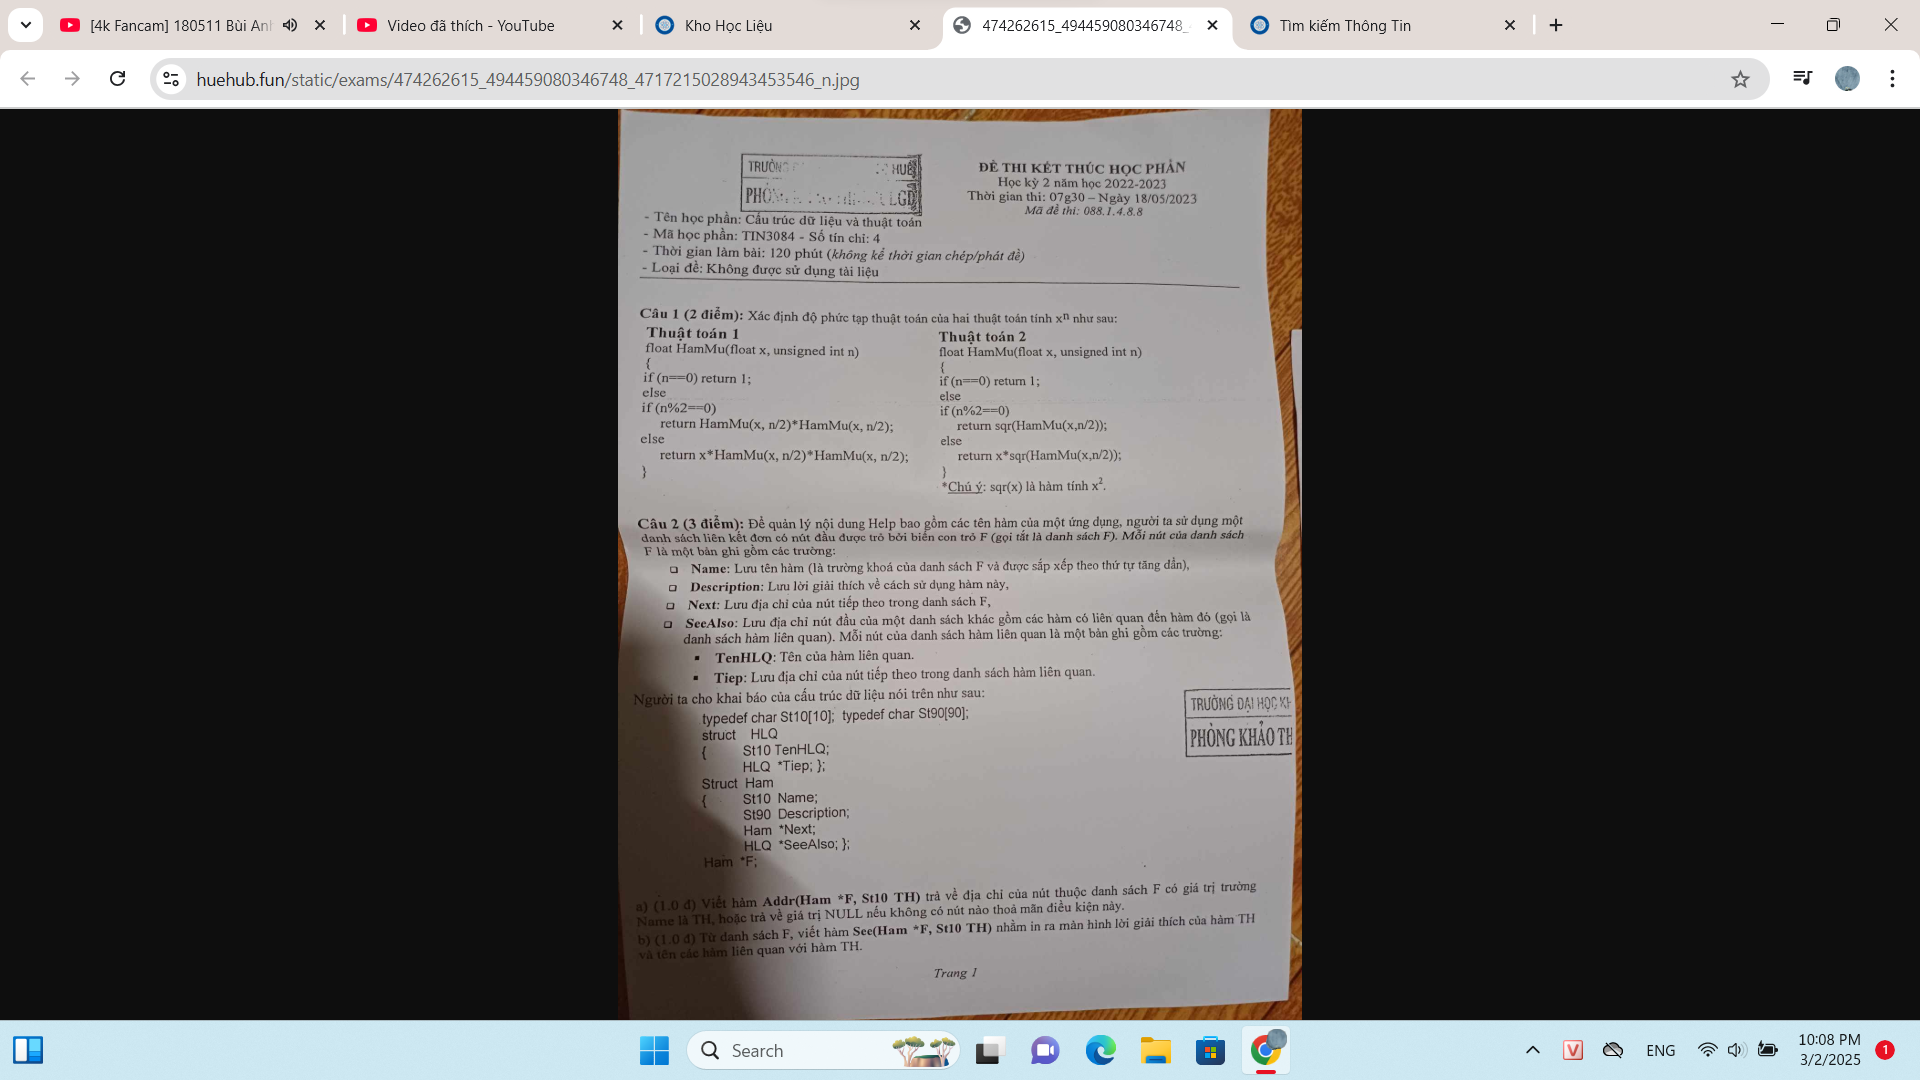 [4k Fancam] 180511 Bùi Anh
Video đã thích - YouTube
Kho Học Liệu
474262615_494459080346748_
Tìm kiếm Thông Tin
huehub.fun/static/exams/474262615_494459080346748_4717215028943453546_n.jpg
TRƯỜNG HUẾ
ĐỀ THI KẾT THÚC HỌC PHẦN
Học kỳ 2 năm học 2022-2023
Thời gian thi: 07g30 – Ngày 18/05/2023
Mã đề thi: 088.1.4.8.8
- Tên học phần: Cấu trúc dữ liệu và thuật toán
- Mã học phần: TIN3084 - Số tín chỉ: 4
- Thời gian làm bài: 120 phút (không kể thời gian chép/phát đề)
- Loại đề: Không được sử dụng tài liệu
Câu 1 (2 điểm): Xác định độ phức tạp thuật toán của hai thuật toán tính xⁿ như sau:
Thuật toán 1
float HamMu(float x, unsigned int n)
{
if (n==0) return 1;
else
if (n%2==0)
return HamMu(x, n/2)*HamMu(x, n/2);
else
return x*HamMu(x, n/2)*HamMu(x, n/2);
}
Thuật toán 2
float HamMu(float x, unsigned int n)
{
if (n==0) return 1;
else
if (n%2==0)
return sqr(HamMu(x,n/2));
else
return x*sqr(HamMu(x,n/2));
}
*Chú ý: sqr(x) là hàm tính x².
Câu 2 (3 điểm): Để quản lý nội dung Help bao gồm các tên hàm của một ứng dụng, người ta sử dụng một
danh sách liên kết đơn có nút đầu được trỏ bởi biến con trỏ F (gọi tắt là danh sách F). Mỗi nút của danh sách
F là một bản ghi gồm các trường:
❑ Name: Lưu tên hàm (là trường khoá của danh sách F và được sắp xếp theo thứ tự tăng dần),
❑ Description: Lưu lời giải thích về cách sử dụng hàm này,
❑ Next: Lưu địa chỉ của nút tiếp theo trong danh sách F,
❑ SeeAlso: Lưu địa chỉ nút đầu của một danh sách khác gồm các hàm có liên quan đến hàm đó (gọi là
danh sách hàm liên quan). Mỗi nút của danh sách hàm liên quan là một bản ghi gồm các trường:
▪ TenHLQ: Tên của hàm liên quan.
▪ Tiep: Lưu địa chỉ của nút tiếp theo trong danh sách hàm liên quan.
Người ta cho khai báo của cấu trúc dữ liệu nói trên như sau:
typedef char St10[10]; typedef char St90[90];
struct HLQ
{ St10 TenHLQ;
HLQ *Tiep; };
Struct Ham
{ St10 Name;
St90 Description;
Ham *Next;
HLQ *SeeAlso; };
Ham *F;
TRƯỜNG ĐẠI HỌC KH
PHÒNG KHẢO TH
a) (1.0 đ) Viết hàm Addr(Ham *F, St10 TH) trả về địa chỉ của nút thuộc danh sách F có giá trị trường
Name là TH, hoặc trả về giá trị NULL nếu không có nút nào thoả mãn điều kiện này.
b) (1.0 đ) Từ danh sách F, viết hàm See(Ham *F, St10 TH) nhằm in ra màn hình lời giải thích của hàm TH
và tên các hàm liên quan với hàm TH.
Trang 1
Search
ENG
10:08 PM
3/2/2025
1